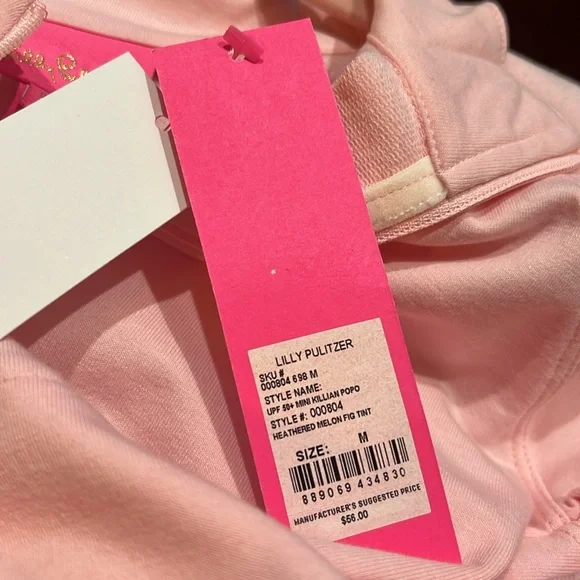 LILLY PULITZER
SKU #
000804 698 M
STYLE NAME:
UPF 50+ MINI KILLIAN POPO
STYLE #: 000804
HEATHERED MELON FIG TINT
SIZE: M
889069 434830
MANUFACTURER'S SUGGESTED PRICE
$56.00